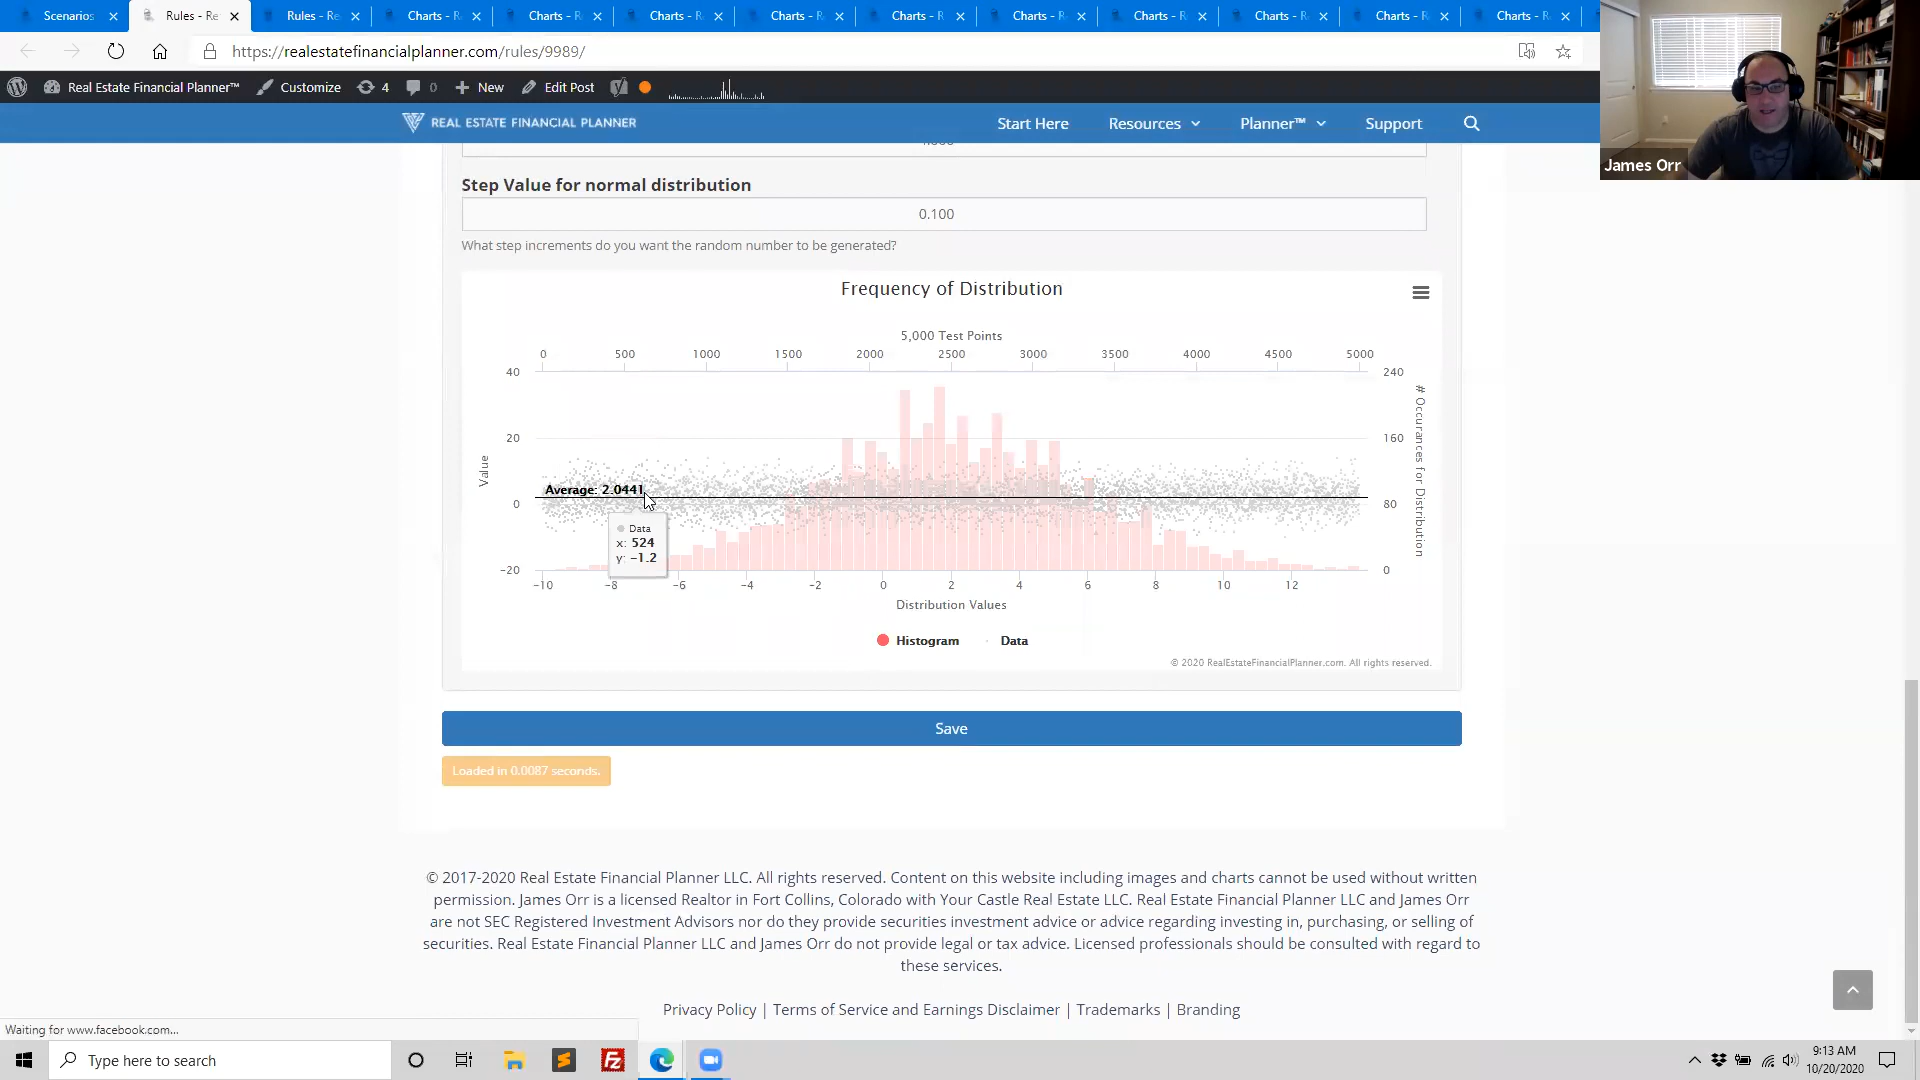 Scenarios
Rules - Re
Rules - Re
Charts - R
Charts - R
Charts - R
Charts - R
Charts - R
Charts - R
Charts - R
Charts - R
Charts - R
Charts - R
https://realestatefinancialplanner.com/rules/9989/
Real Estate Financial Planner™
Customize
4
0
New
Edit Post
REAL ESTATE FINANCIAL PLANNER
Start Here
Resources
Planner™
Support
James Orr
Step Value for normal distribution
0.100
What step increments do you want the random number to be generated?
Frequency of Distribution
5,000 Test Points
0 500 1000 1500 2000 2500 3000 3500 4000 4500 5000
40
20
0
-20
Value
240
160
80
0
# Occurances for Distribution
Average: 2.0441
Data
x: 524
y: -1.2
-10 -8 -6 -4 -2 0 2 4 6 8 10 12
Distribution Values
Histogram
Data
© 2020 RealEstateFinancialPlanner.com. All rights reserved.
Save
Loaded in 0.0087 seconds.
© 2017-2020 Real Estate Financial Planner LLC. All rights reserved. Content on this website including images and charts cannot be used without written
permission. James Orr is a licensed Realtor in Fort Collins, Colorado with Your Castle Real Estate LLC. Real Estate Financial Planner LLC and James Orr
are not SEC Registered Investment Advisors nor do they provide securities investment advice or advice regarding investing in, purchasing, or selling of
securities. Real Estate Financial Planner LLC and James Orr do not provide legal or tax advice. Licensed professionals should be consulted with regard to
these services.
Privacy Policy | Terms of Service and Earnings Disclaimer | Trademarks | Branding
Waiting for www.facebook.com...
Type here to search
9:13 AM
10/20/2020